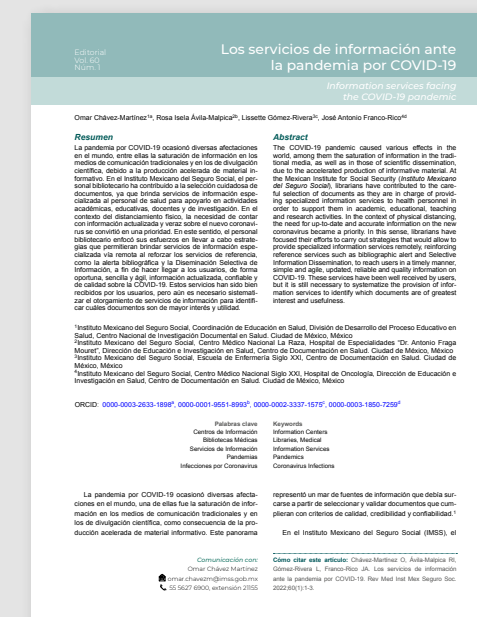 Editorial
Vol. 60
Núm. 1
Los servicios de información ante
la pandemia por COVID-19
Information services facing
the COVID-19 pandemic
Omar Chávez-Martínez1a, Rosa Isela Ávila-Malpica2b, Lissette Gómez-Rivera3c, José Antonio Franco-Rico4d
Resumen
La pandemia por COVID-19 ocasionó diversas afectaciones
en el mundo, entre ellas la saturación de información en los
medios de comunicación tradicionales y en los de divulgación
científica, debido a la producción acelerada de material in-
formativo. En el Instituto Mexicano del Seguro Social, el per-
sonal bibliotecario ha contribuido a la selección cuidadosa de
documentos, ya que brinda servicios de información espe-
cializada al personal de salud para apoyarlo en actividades
académicas, educativas, docentes y de investigación. En el
contexto del distanciamiento físico, la necesidad de contar
con información actualizada y veraz sobre el nuevo coronavi-
rus se convirtió en una prioridad. En este sentido, el personal
bibliotecario enfocó sus esfuerzos en llevar a cabo estrate-
gias que permitieran brindar servicios de información espe-
cializada vía remota al reforzar los servicios de referencia,
como la alerta bibliográfica y la Diseminación Selectiva de
Información, a fin de hacer llegar a los usuarios, de forma
oportuna, sencilla y ágil, información actualizada, confiable y
de calidad sobre la COVID-19. Estos servicios han sido bien
recibidos por los usuarios, pero aún es necesario sistemati-
zar el otorgamiento de servicios de información para identifi-
car cuáles documentos son de mayor interés y utilidad.
Abstract
The COVID-19 pandemic caused various effects in the
world, among them the saturation of information in the tradi-
tional media, as well as in those of scientific dissemination,
due to the accelerated production of informative material. At
the Mexican Institute for Social Security (Instituto Mexicano
del Seguro Social), librarians have contributed to the care-
ful selection of documents as they are in charge of provid-
ing specialized information services to health personnel in
order to support them in academic, educational, teaching
and research activities. In the context of physical distancing,
the need for up-to-date and accurate information on the new
coronavirus became a priority. In this sense, librarians have
focused their efforts to carry out strategies that would allow to
provide specialized information services remotely, reinforcing
reference services such as bibliographic alert and Selective
Information Dissemination, to reach users in a timely manner,
simple and agile, updated, reliable and quality information on
COVID-19. These services have been well received by users,
but it is still necessary to systematize the provision of infor-
mation services to identify which documents are of greatest
interest and usefulness.
1Instituto Mexicano del Seguro Social, Coordinación de Educación en Salud, División de Desarrollo del Proceso Educativo en
Salud, Centro Nacional de Investigación Documental en Salud. Ciudad de México, México
2Instituto Mexicano del Seguro Social, Centro Médico Nacional La Raza, Hospital de Especialidades "Dr. Antonio Fraga
Mouret", Dirección de Educación e Investigación en Salud, Centro de Documentación en Salud. Ciudad de México, México
3Instituto Mexicano del Seguro Social, Escuela de Enfermería Siglo XXI, Centro de Documentación en Salud. Ciudad de
México, México
4Instituto Mexicano del Seguro Social, Centro Médico Nacional Siglo XXI, Hospital de Oncología, Dirección de Educación e
Investigación en Salud, Centro de Documentación en Salud. Ciudad de México, México
ORCID: 0000-0003-2633-1898a, 0000-0001-9551-8993b, 0000-0002-3337-1575c, 0000-0003-1850-7259d
Palabras clave
Centros de Información
Bibliotecas Médicas
Servicios de Información
Pandemias
Infecciones por Coronavirus
Keywords
Information Centers
Libraries, Medical
Information Services
Pandemics
Coronavirus Infections
La pandemia por COVID-19 ocasionó diversas afecta-
ciones en el mundo, una de ellas fue la saturación de infor-
mación en los medios de comunicación tradicionales y en
los de divulgación científica, como consecuencia de la pro-
ducción acelerada de material informativo. Este panorama
representó un mar de fuentes de información que debía sur-
carse a partir de seleccionar y validar documentos que cum-
plieran con criterios de calidad, credibilidad y confiabilidad.1
En el Instituto Mexicano del Seguro Social (IMSS), el
Comunicación con:
Omar Chávez Martínez
omar.chavezm@imss.gob.mx
55 5627 6900, extensión 21155
Cómo citar este artículo: Chávez-Martínez O, Ávila-Malpica RI,
Gómez-Rivera L, Franco-Rico JA. Los servicios de información
ante la pandemia por COVID-19. Rev Med Inst Mex Seguro Soc.
2022;60(1):1-3.